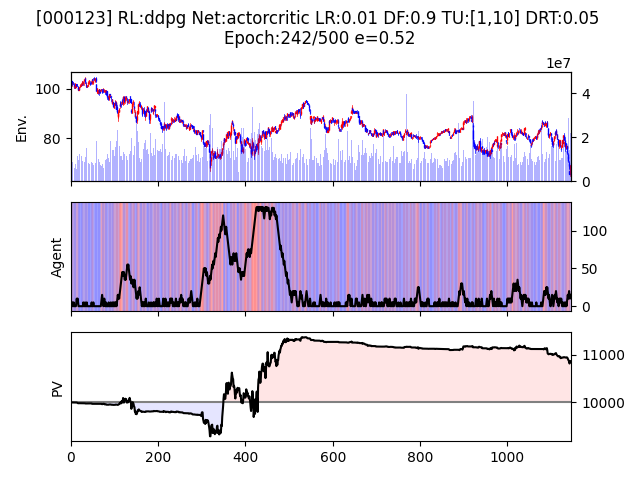 [000123] RL:ddpg Net:actorcritic LR:0.01 DF:0.9 TU:[1,10] DRT:0.05
Epoch:242/500 e=0.52
1e7
100
80
Env.
4
2
0
Agent
100
50
0
PV
11000
10000
0 200 400 600 800 1000